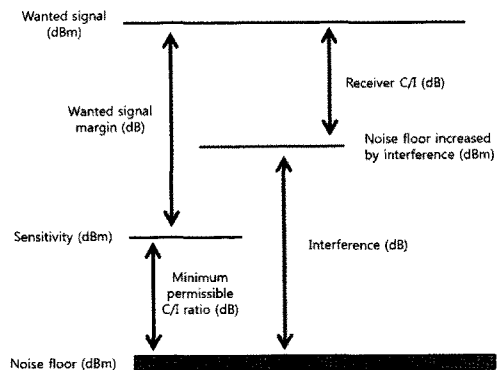 Wanted signal
(dBm)
Receiver C/I (dB)
Wanted signal
margin (dB)
Noise floor increased
by interference (dBm)
Sensitivity (dBm)
Interference (dB)
Minimum
permissible
C/I ratio (dB)
Noise floor (dBm)